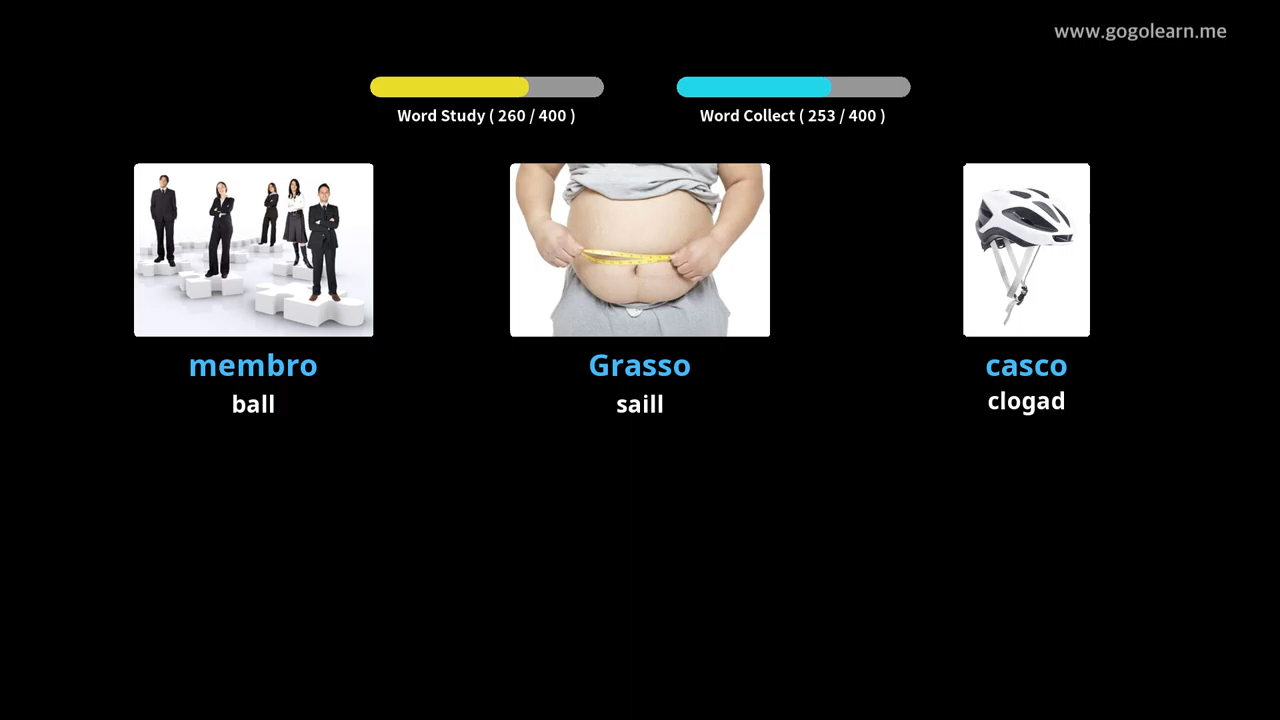 www.gogolearn.me
Word Study ( 260 / 400 )
Word Collect ( 253 / 400 )
membro
Grasso
casco
ball
saill
clogad